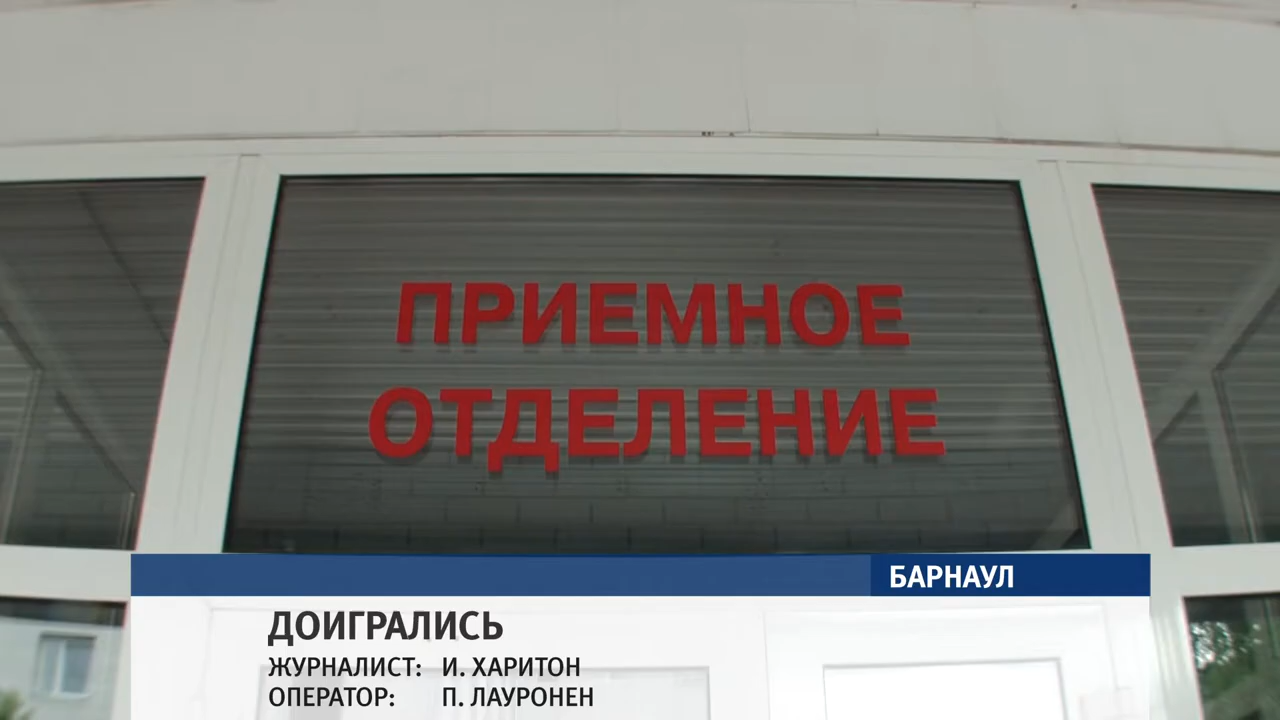 ПРИЕМНОЕ
ОТДЕЛЕНИЕ
БАРНАУЛ
ДОИГРАЛИСЬ
ЖУРНАЛИСТ: И. ХАРИТОН
ОПЕРАТОР: П. ЛАУРОНЕН